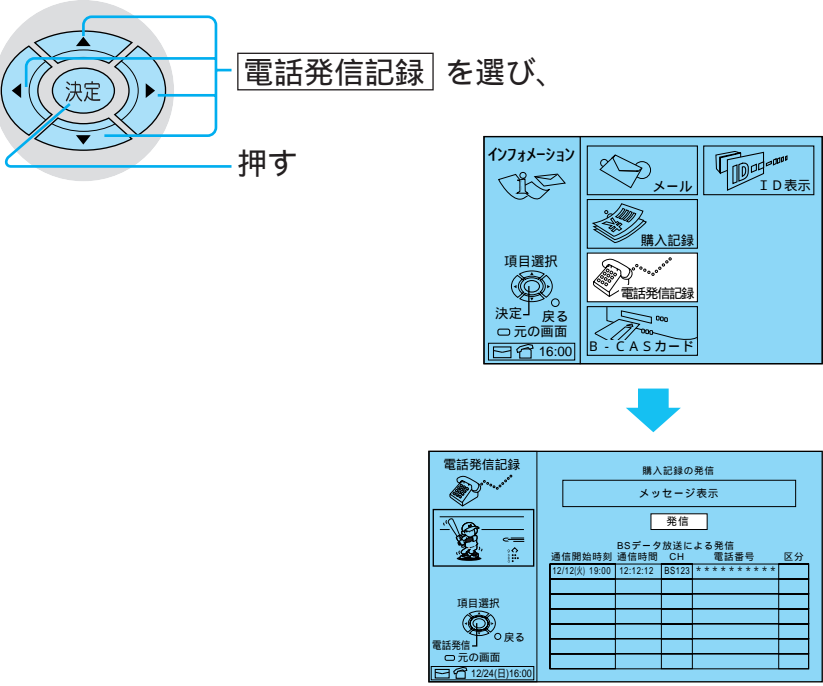 決定
電話発信記録 を選び、
押す
インフォメーション
メール
ID表示
購入記録
電話発信記録
B-CASカード
項目選択
決定
戻る
元の画面
16:00
電話発信記録
項目選択
戻る
電話発信
元の画面
12/24(日)16:00
購入記録の発信
メッセージ表示
発信
BSデータ放送による発信
通信開始時刻 通信時間 CH 電話番号 区分
12/12(火) 19:00 12:12:12 BS123 **********